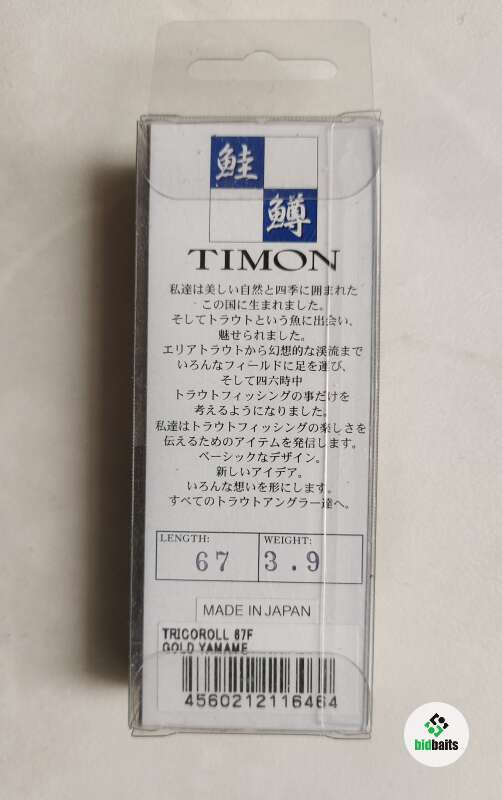 鮭
鱒
TIMON
私達は美しい自然と四季に囲まれた
この国に生まれました。
そしてトラウトという魚に出会い、
魅せられました。
エリアトラウトから幻想的な渓流まで
いろんなフィールドに足を運び、
そして四六時中
トラウトフィッシングの事だけを
考えるようになりました。
私達はトラウトフィッシングの楽しさを
伝えるためのアイテムを発信します。
ベーシックなデザイン。
新しいアイデア。
いろんな想いを形にします。
すべてのトラウトアングラー達へ。
LENGTH: WEIGHT:
67 3.9
MADE IN JAPAN
TRICOROLL 67F
GOLD YAMAME
4560212116464
bidbaits